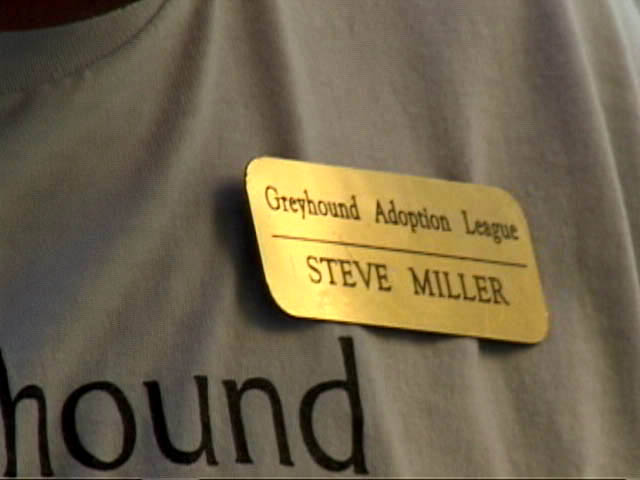 Greyhound Adoption League
STEVE MILLER
hound